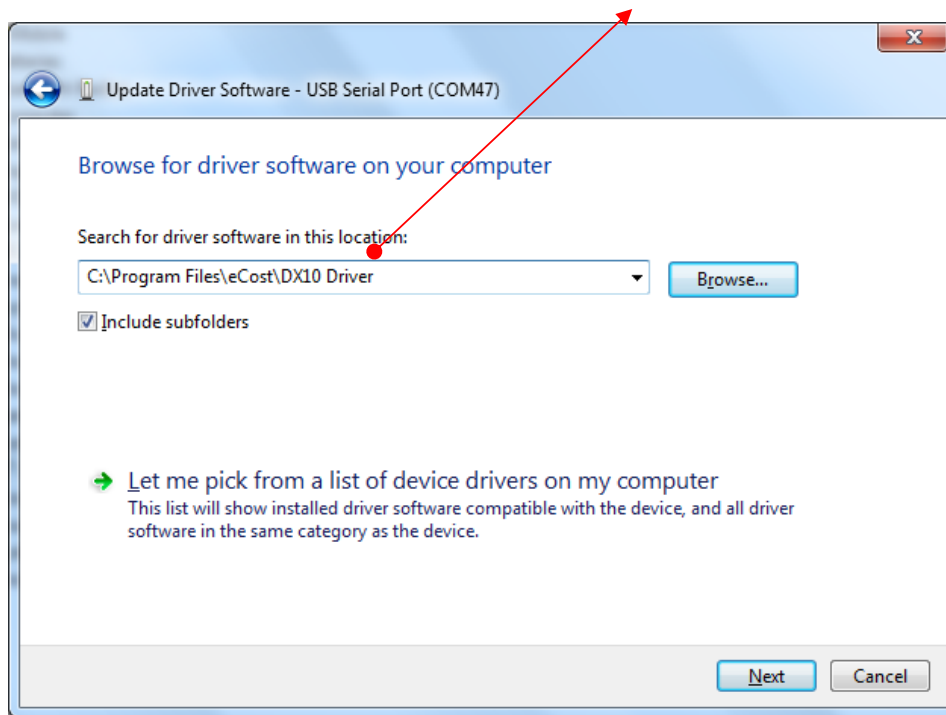 Update Driver Software - USB Serial Port (COM47)
Browse for driver software on your computer
Search for driver software in this location:
C:\Program Files\eCost\DX10 Driver
Browse...
Include subfolders
Let me pick from a list of device drivers on my computer
This list will show installed driver software compatible with the device, and all driver
software in the same category as the device.
Next
Cancel